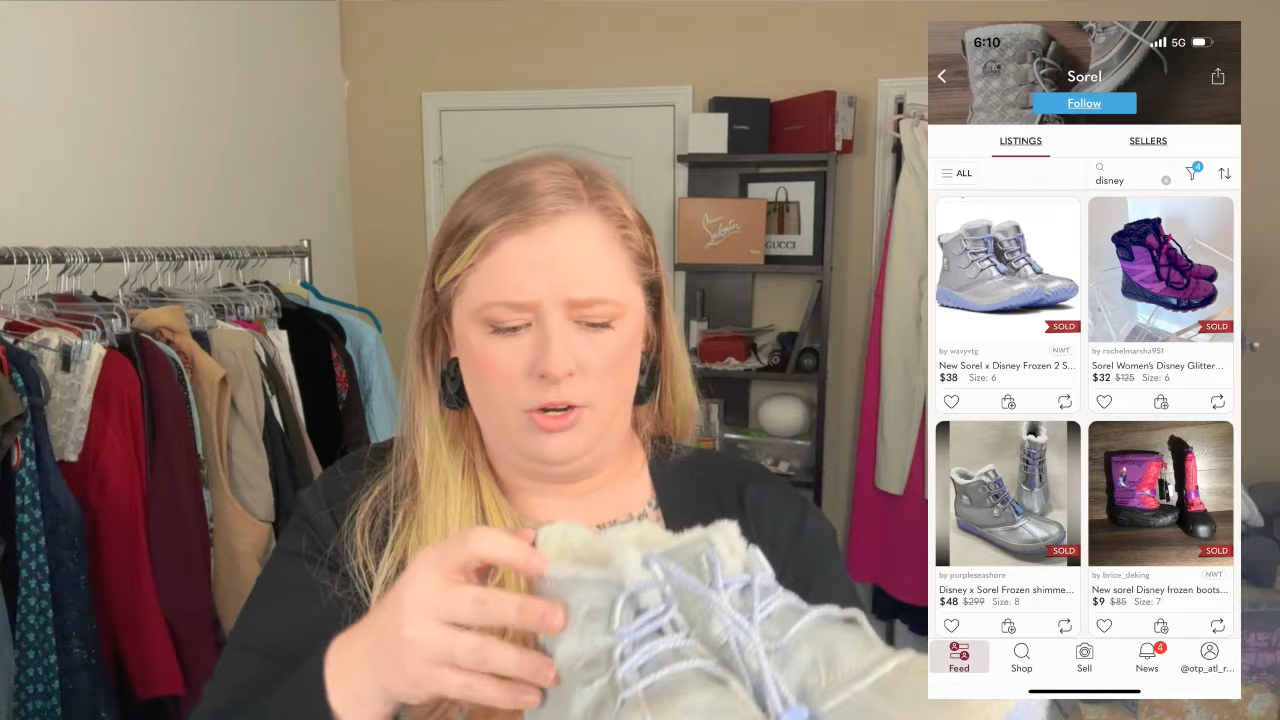 6:10
5G
Sorel
Follow
LISTINGS
SELLERS
ALL
disney
4
SOLD
SOLD
by wavyvtg
NWT
by rachelmarsha951
New Sorel x Disney Frozen 2 S...
Sorel Women's Disney Glitter...
$38 Size: 6
$32 $125 Size: 6
SOLD
SOLD
by purpleseashore
by brice_deking
NWT
Disney x Sorel Frozen shimme...
New sorel Disney frozen boots...
$48 $299 Size: 8
$9 $85 Size: 7
4
Feed
Shop
Sell
News
@otp_atl_r...
GUCCI